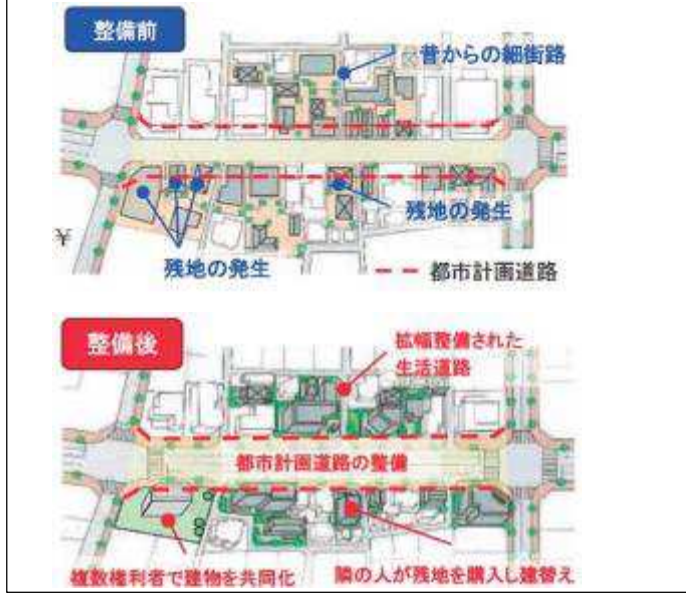 整備前
昔からの細街路
残地の発生
¥
残地の発生
都市計画道路
整備後
拡幅整備された
生活道路
都市計画道路の整備
複数権利者で建物を共同化
隣の人が残地を購入し建替え